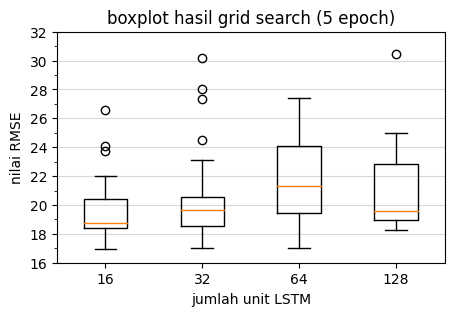 boxplot hasil grid search (5 epoch)
32
30
28
26
24
22
20
18
16
nilai RMSE
16 32 64 128
jumlah unit LSTM